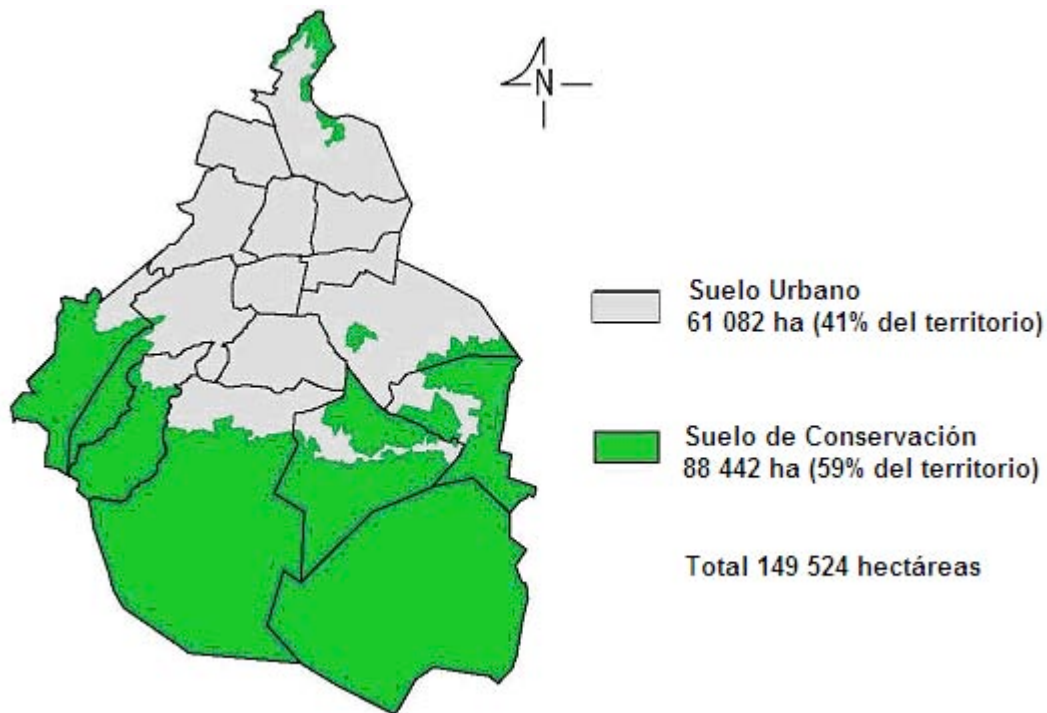 N
Suelo Urbano
61 082 ha (41% del territorio)
Suelo de Conservación
88 442 ha (59% del territorio)
Total 149 524 hectáreas